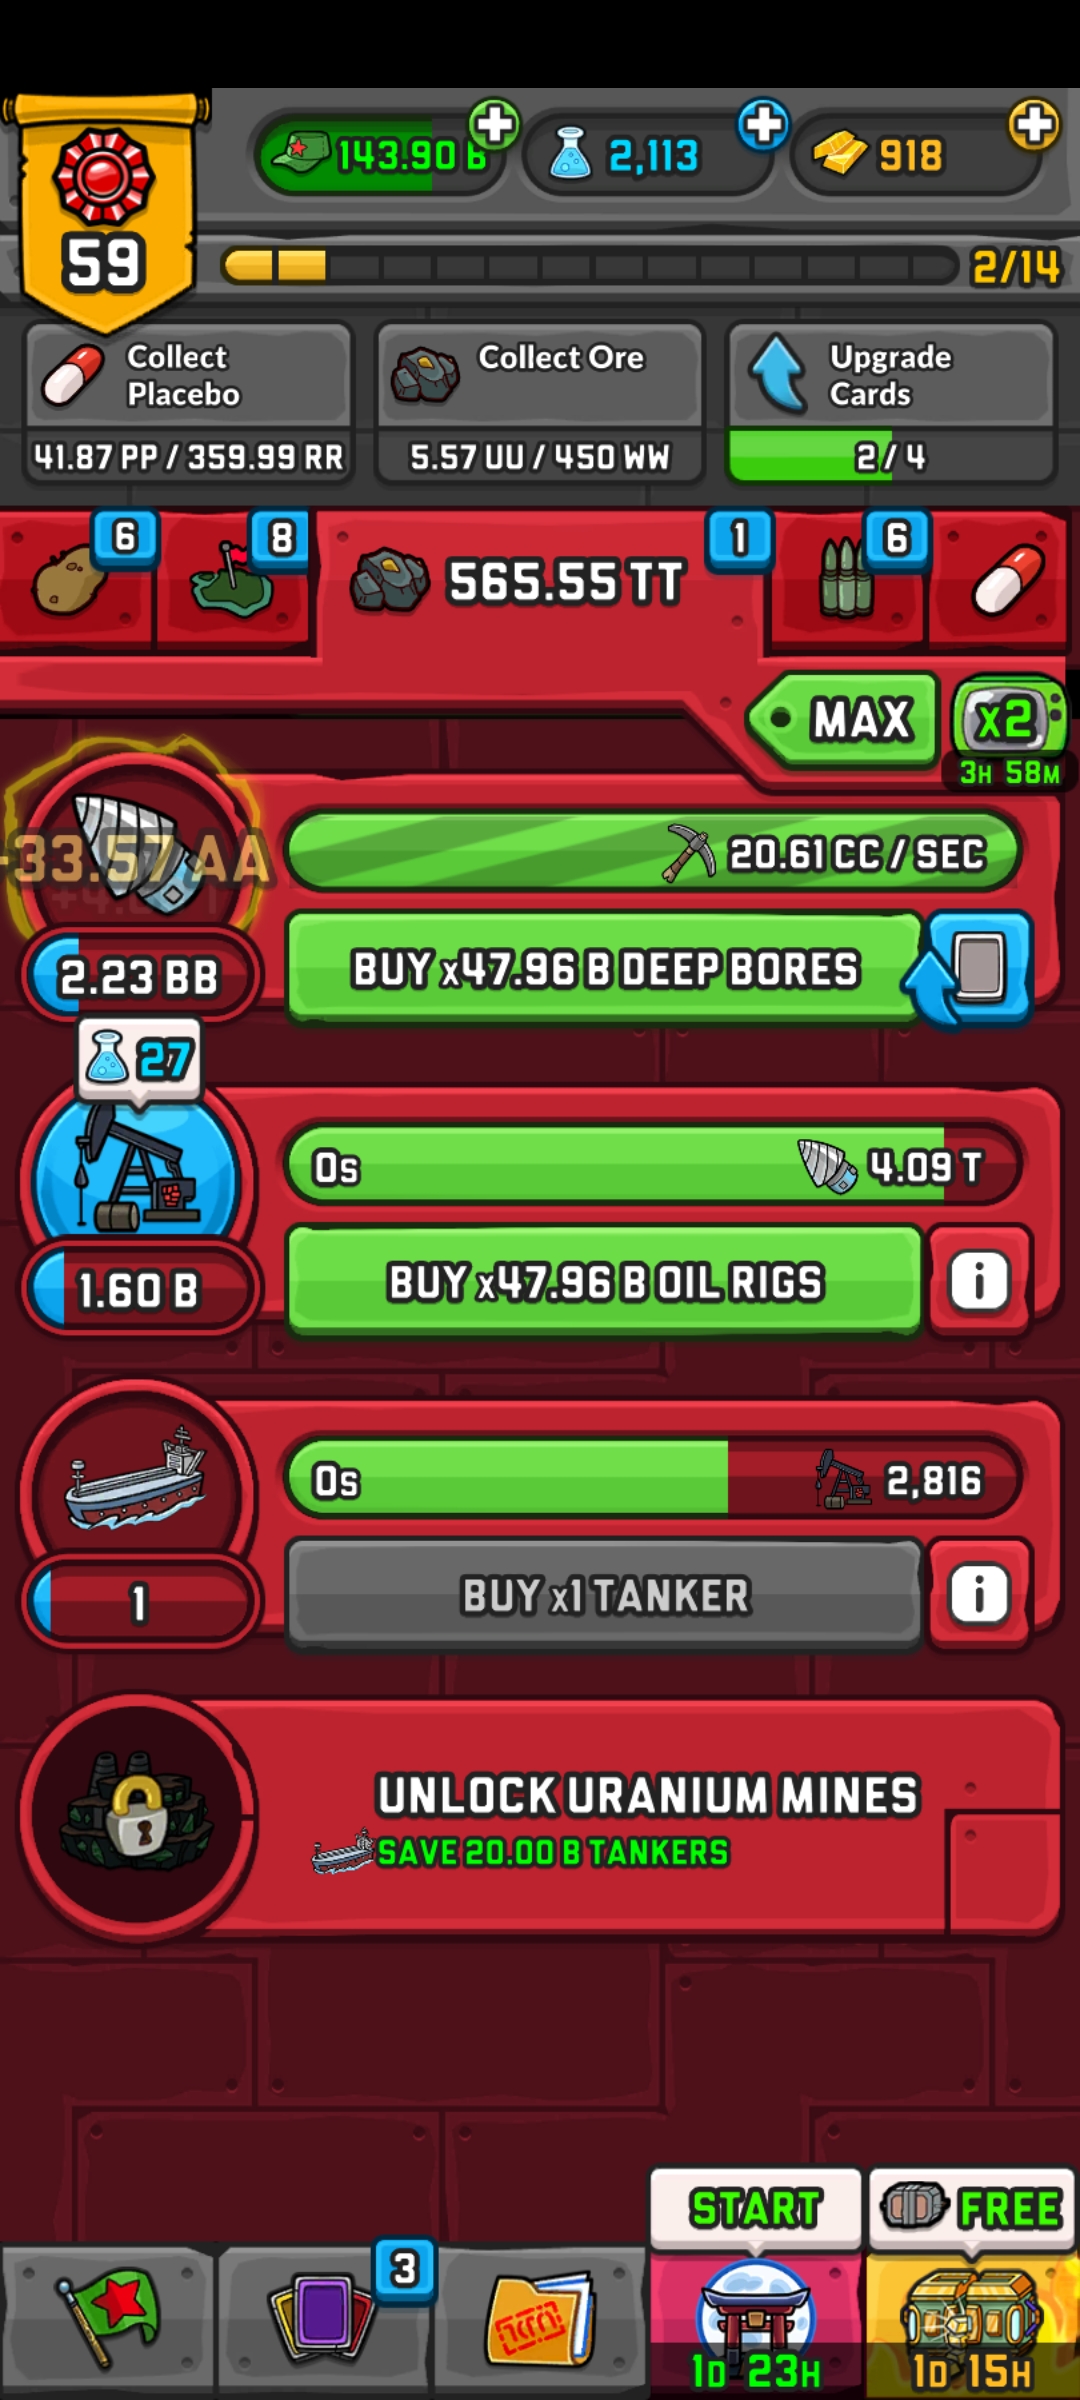 143.90 B
2,113
918
59
2/14
Collect
Placebo
41.87 PP / 359.99 RR
Collect Ore
5.57 UU / 450 WW
Upgrade
Cards
2 / 4
6
8
565.55 TT
1
6
MAX
x2
3H 58M
33.57 AA
20.61 CC / SEC
2.23 BB
BUY x47.96 B DEEP BORES
27
0s
4.09 T
1.60 B
BUY x47.96 B OIL RIGS
i
0s
2,816
1
BUY x1 TANKER
i
UNLOCK URANIUM MINES
SAVE 20.00 B TANKERS
START
FREE
3
1D 23H
1D 15H